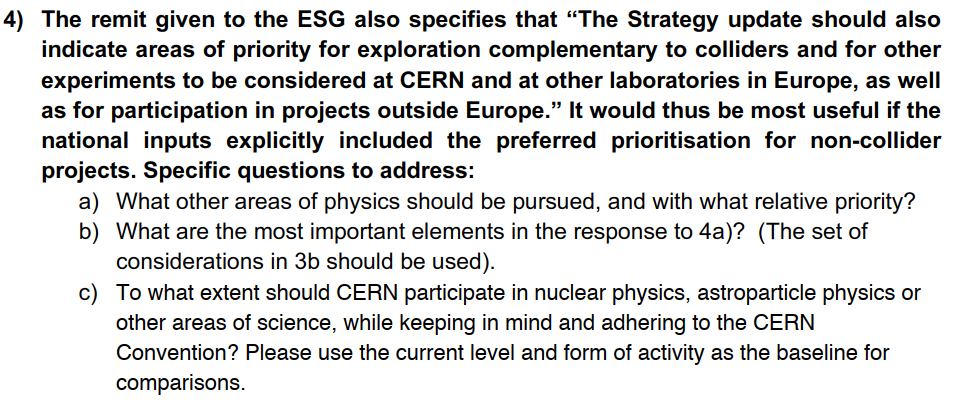 4) The remit given to the ESG also specifies that “The Strategy update should also
indicate areas of priority for exploration complementary to colliders and for other
experiments to be considered at CERN and at other laboratories in Europe, as well
as for participation in projects outside Europe.” It would thus be most useful if the
national inputs explicitly included the preferred prioritisation for non-collider
projects. Specific questions to address:
a) What other areas of physics should be pursued, and with what relative priority?
b) What are the most important elements in the response to 4a)? (The set of
considerations in 3b should be used).
c) To what extent should CERN participate in nuclear physics, astroparticle physics or
other areas of science, while keeping in mind and adhering to the CERN
Convention? Please use the current level and form of activity as the baseline for
comparisons.